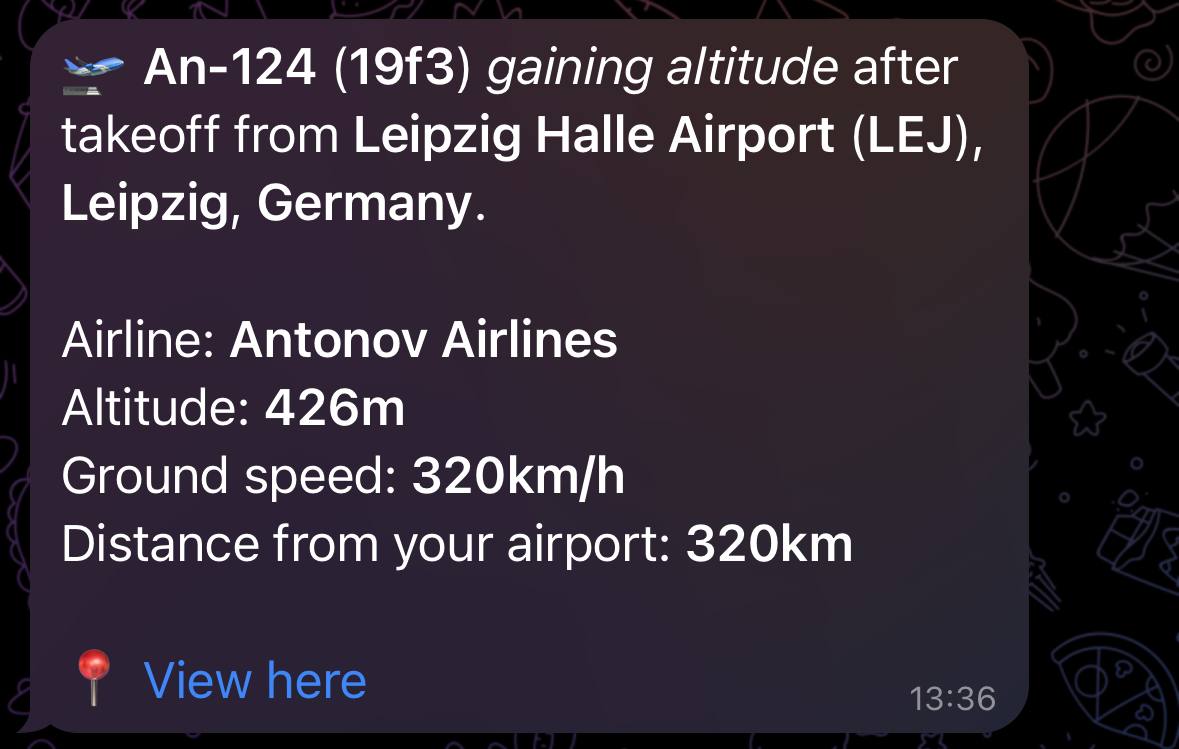 🛫 An-124 (19f3) gaining altitude after
takeoff from Leipzig Halle Airport (LEJ),
Leipzig, Germany.
Airline: Antonov Airlines
Altitude: 426m
Ground speed: 320km/h
Distance from your airport: 320km
📍 View here
13:36